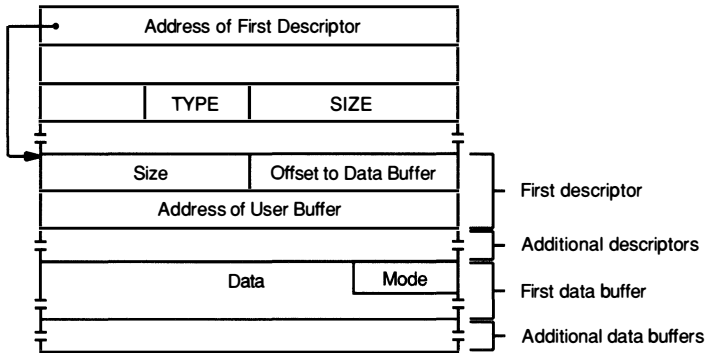 Address of First Descriptor
TYPE SIZE
Size Offset to Data Buffer
First descriptor
Address of User Buffer
Additional descriptors
Data Mode
First data buffer
Additional data buffers